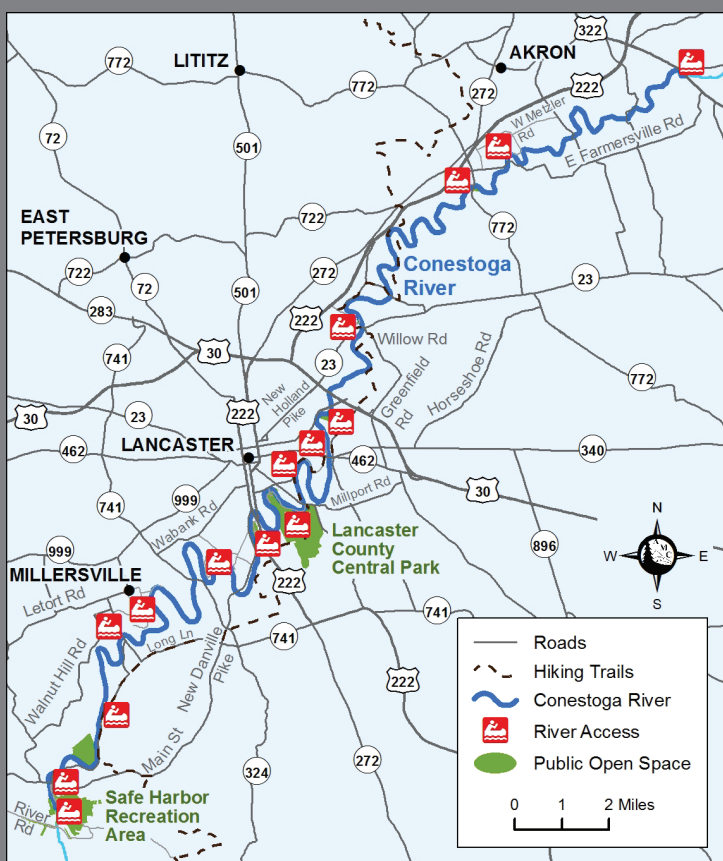 322
772
LITITZ
AKRON
222
272
772
W Metzler
Rd
E Farmersville Rd
72
501
EAST
PETERSBURG
722
772
722
72
272
Conestoga
River
23
283
501
222
30
Willow Rd
741
23
Greenfield
Rd
Horseshoe Rd
772
30
23
222
New
Holland
Pike
LANCASTER
462
462
340
999
Millport Rd
30
741
Wabank Rd
Lancaster
County
Central Park
896
999
N
W
M
C
E
S
MILLERSVILLE
Letort Rd
222
741
Long Ln
741
Walnut Hill Rd
New Danville
Pike
222
Main St
324
272
Safe Harbor
Recreation
Area
River
Rd
Roads
Hiking Trails
Conestoga River
River Access
Public Open Space
0 1 2 Miles